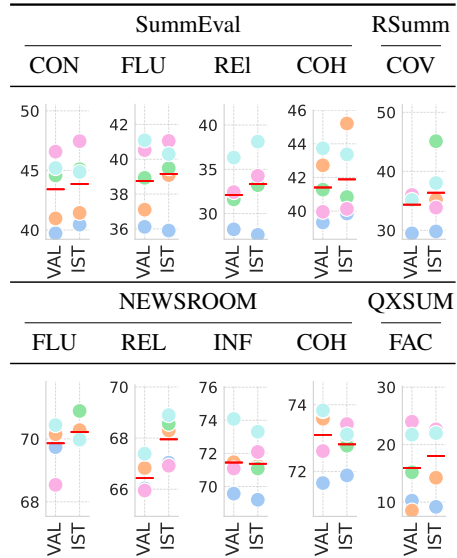 SummEval RSumm
CON FLU REl COH COV
50 45 40
42 40 38 36
40 35 30
46 44 42 40
50 40 30
VAL IST VAL IST VAL IST VAL IST VAL IST
NEWSROOM QXSUM
FLU REL INF COH FAC
70 68
70 68 66
76 74 72 70
74 72
30 20 10
VAL IST VAL IST VAL IST VAL IST VAL IST